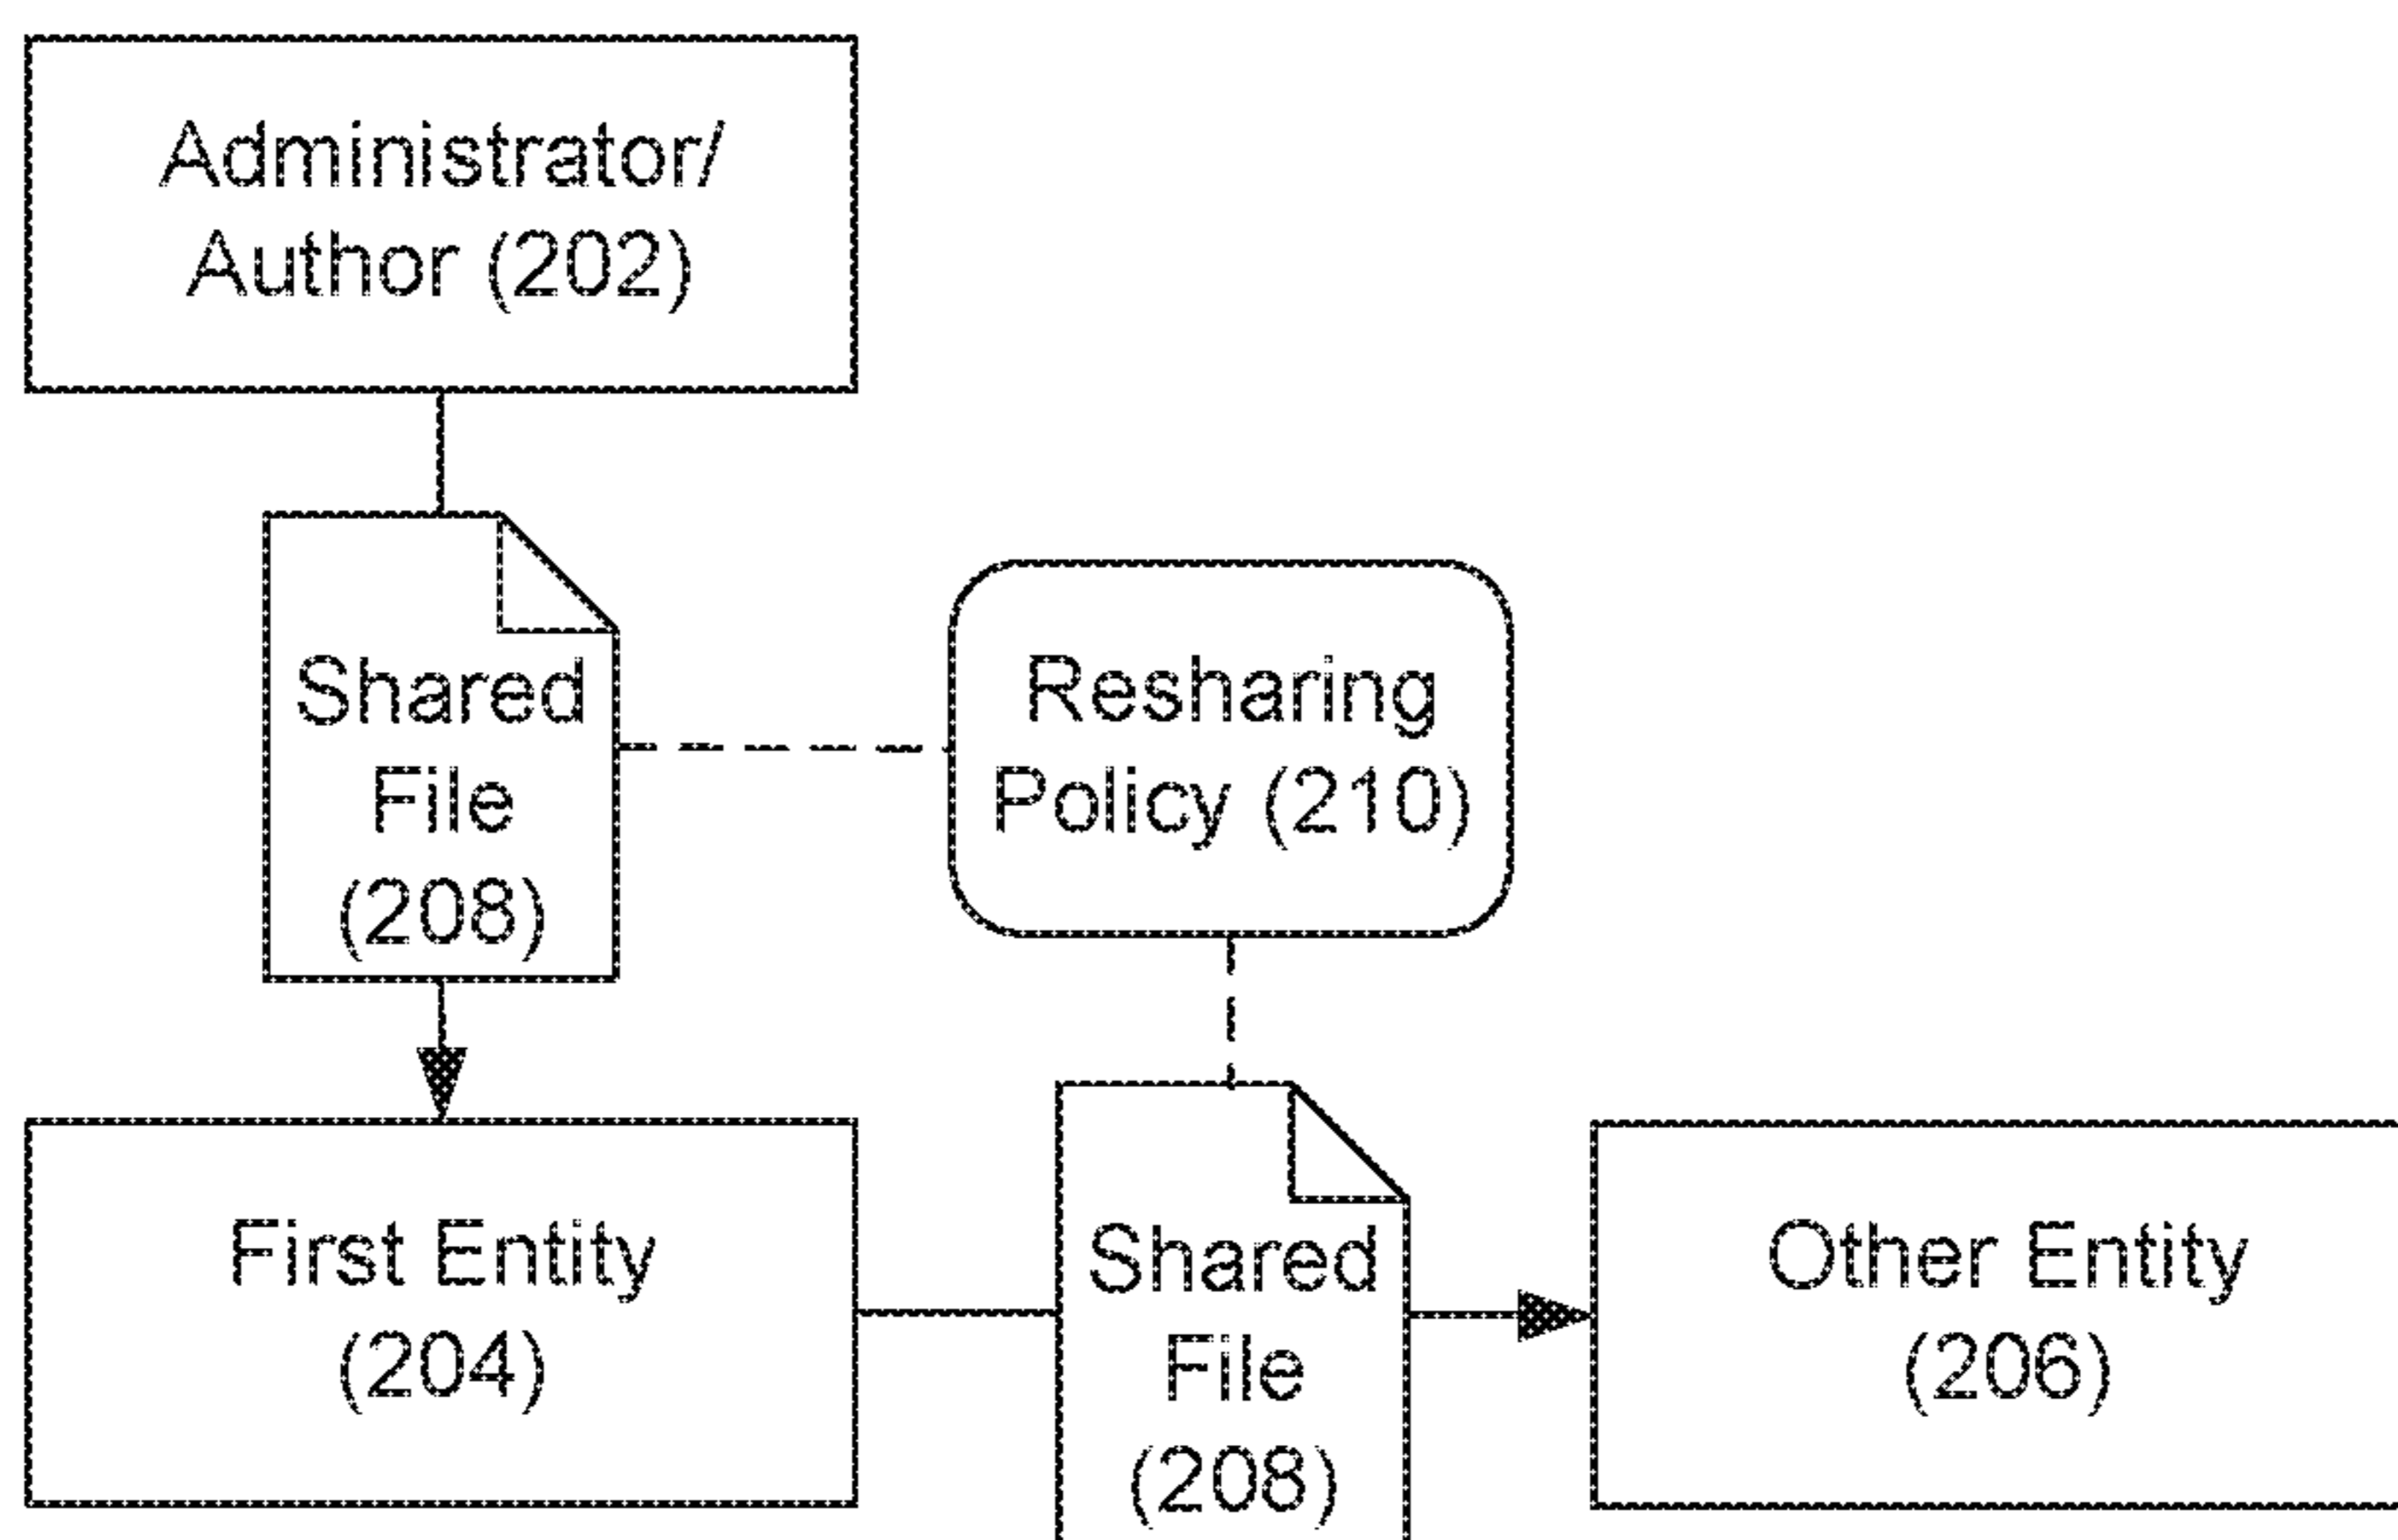 Administrator/
Author (202)
Shared
File
(208)
Resharing
Policy (210)
First Entity
(204)
Shared
File
(208)
Other Entity
(206)